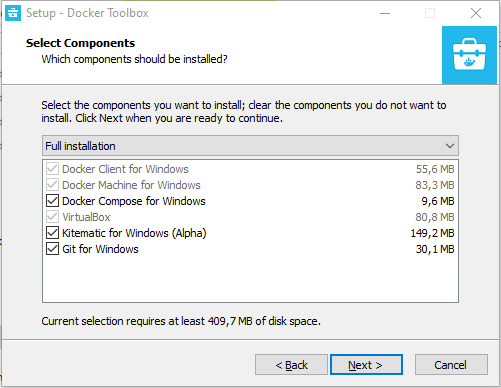 Setup - Docker Toolbox
Select Components
Which components should be installed?
Select the components you want to install; clear the components you do not want to
install. Click Next when you are ready to continue.
Full installation
Docker Client for Windows 55,6 MB
Docker Machine for Windows 83,3 MB
Docker Compose for Windows 9,6 MB
VirtualBox 80,8 MB
Kitematic for Windows (Alpha) 149,2 MB
Git for Windows 30,1 MB
Current selection requires at least 409,7 MB of disk space.
< Back Next > Cancel